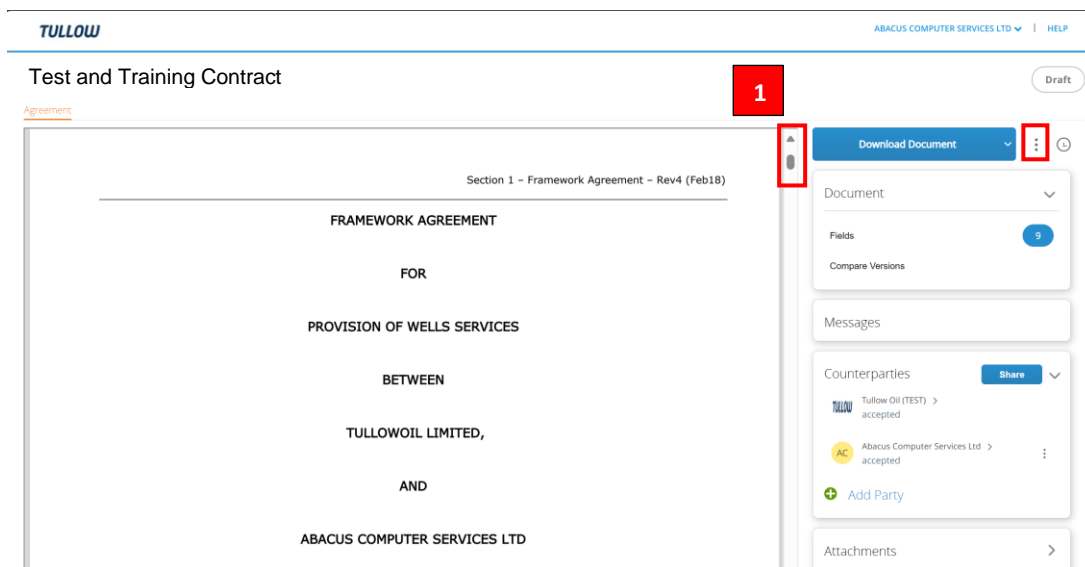 TULLOW
ABACUS COMPUTER SERVICES LTD | HELP
Test and Training Contract
1
Draft
Agreement
Download Document
Section 1 – Framework Agreement – Rev4 (Feb18)
FRAMEWORK AGREEMENT
FOR
PROVISION OF WELLS SERVICES
BETWEEN
TULLOWOIL LIMITED,
AND
ABACUS COMPUTER SERVICES LTD
Document
Fields 9
Compare Versions
Messages
Counterparties Share
TULLOW Tullow Oil (TEST) >
accepted
AC Abacus Computer Services Ltd >
accepted
Add Party
Attachments